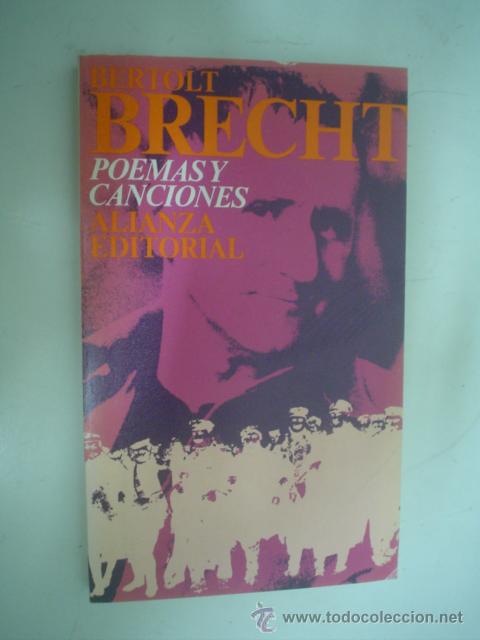 BERTOLT
BRECHT
POEMAS Y
CANCIONES
ALIANZA
EDITORIAL
© www.todocoleccion.net